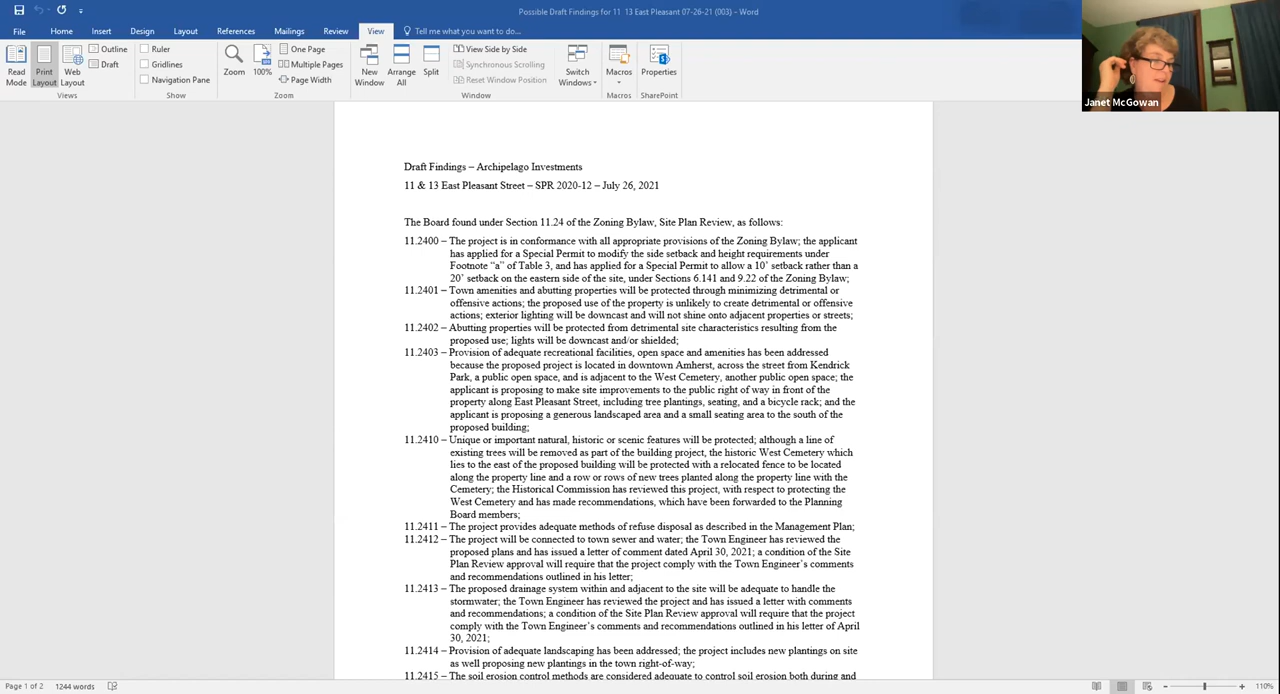 Possible Draft Findings for 11 13 East Pleasant 07-26-21 (003) – Word
File Home Insert Design Layout References Mailings Review View Tell me what you want to do...
Read Mode
Print Layout
Web Layout
Outline
Draft
Views
Ruler
Gridlines
Navigation Pane
Show
Zoom
100%
One Page
Multiple Pages
Page Width
Zoom
New Window
Arrange All
Split
View Side by Side
Synchronous Scrolling
Reset Window Position
Window
Switch Windows
Macros
Macros
Properties
SharePoint
Janet McGowan
Draft Findings – Archipelago Investments
11 & 13 East Pleasant Street – SPR 2020-12 – July 26, 2021
The Board found under Section 11.24 of the Zoning Bylaw, Site Plan Review, as follows:
11.2400 – The project is in conformance with all appropriate provisions of the Zoning Bylaw; the applicant
has applied for a Special Permit to modify the side setback and height requirements under
Footnote “a” of Table 3, and has applied for a Special Permit to allow a 10’ setback rather than a
20’ setback on the eastern side of the site, under Sections 6.141 and 9.22 of the Zoning Bylaw;
11.2401 – Town amenities and abutting properties will be protected through minimizing detrimental or
offensive actions; the proposed use of the property is unlikely to create detrimental or offensive
actions; exterior lighting will be downcast and will not shine onto adjacent properties or streets;
11.2402 – Abutting properties will be protected from detrimental site characteristics resulting from the
proposed use; lights will be downcast and/or shielded;
11.2403 – Provision of adequate recreational facilities, open space and amenities has been addressed
because the proposed project is located in downtown Amherst, across the street from Kendrick
Park, a public open space, and is adjacent to the West Cemetery, another public open space; the
applicant is proposing to make site improvements to the public right of way in front of the
property along East Pleasant Street, including tree plantings, seating, and a bicycle rack; and the
applicant is proposing a generous landscaped area and a small seating area to the south of the
proposed building;
11.2410 – Unique or important natural, historic or scenic features will be protected; although a line of
existing trees will be removed as part of the building project, the historic West Cemetery which
lies to the east of the proposed building will be protected with a relocated fence to be located
along the property line and a row or rows of new trees planted along the property line with the
Cemetery; the Historical Commission has reviewed this project, with respect to protecting the
West Cemetery and has made recommendations, which have been forwarded to the Planning
Board members;
11.2411 – The project provides adequate methods of refuse disposal as described in the Management Plan;
11.2412 – The project will be connected to town sewer and water; the Town Engineer has reviewed the
proposed plans and has issued a letter of comment dated April 30, 2021; a condition of the Site
Plan Review approval will require that the project comply with the Town Engineer’s comments
and recommendations outlined in his letter;
11.2413 – The proposed drainage system within and adjacent to the site will be adequate to handle the
stormwater; the Town Engineer has reviewed the project and has issued a letter with comments
and recommendations; a condition of the Site Plan Review approval will require that the project
comply with the Town Engineer’s comments and recommendations outlined in his letter of April
30, 2021;
11.2414 – Provision of adequate landscaping has been addressed; the project includes new plantings on site
as well proposing new plantings in the town right-of-way;
11.2415 – The soil erosion control methods are considered adequate to control soil erosion both during and
Page 1 of 2 1244 words
110%